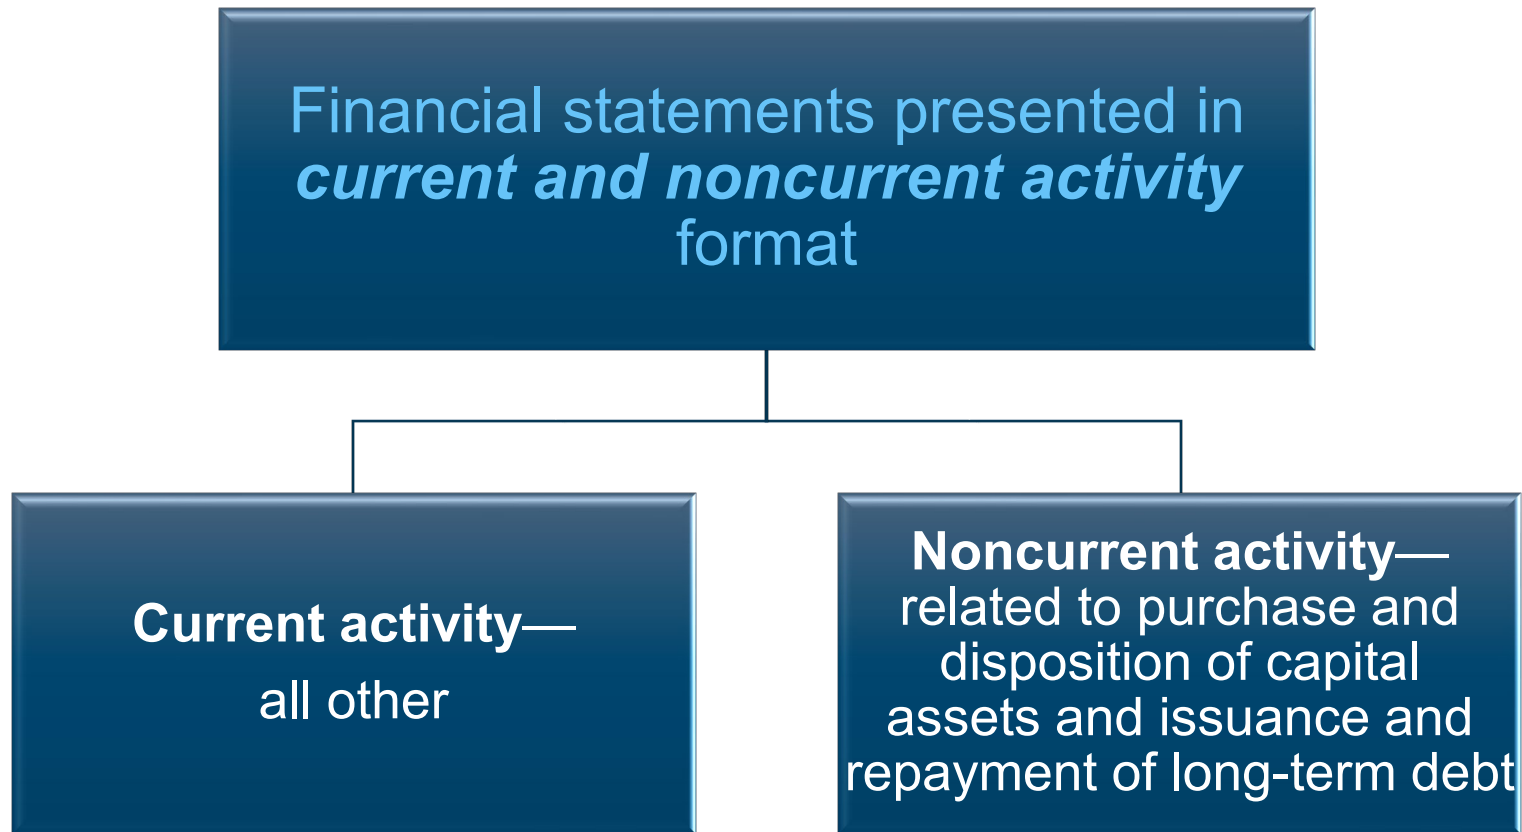 Financial statements presented in
current and noncurrent activity
format
Current activity—
all other
Noncurrent activity—
related to purchase and
disposition of capital
assets and issuance and
repayment of long-term debt